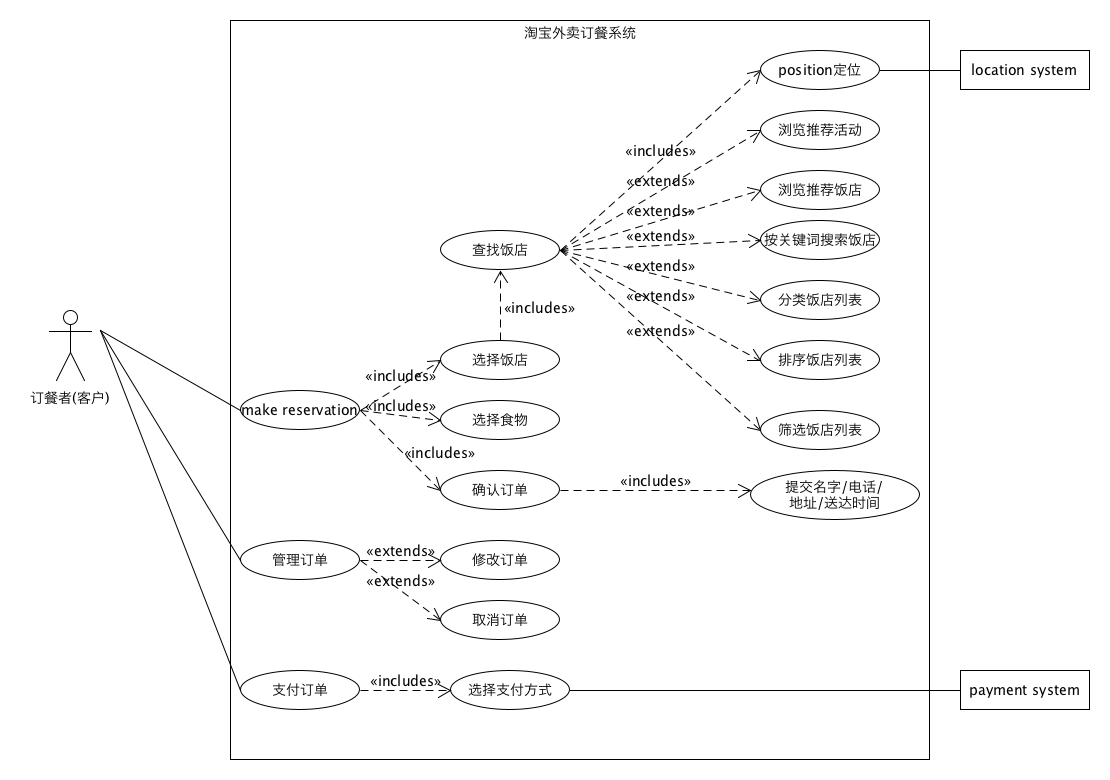 淘宝外卖订餐系统
position定位
location system
浏览推荐活动
«includes»
«extends»
浏览推荐饭店
«extends»
«extends»
按关键词搜索饭店
查找饭店
«extends»
分类饭店列表
«extends»
«includes»
«extends»
选择饭店
排序饭店列表
«includes»
订餐者(客户)
make reservation
«includes»
选择食物
筛选饭店列表
«includes»
确认订单
«includes»
提交名字/电话/
地址/送达时间
管理订单
«extends»
修改订单
«extends»
取消订单
支付订单
«includes»
选择支付方式
payment system